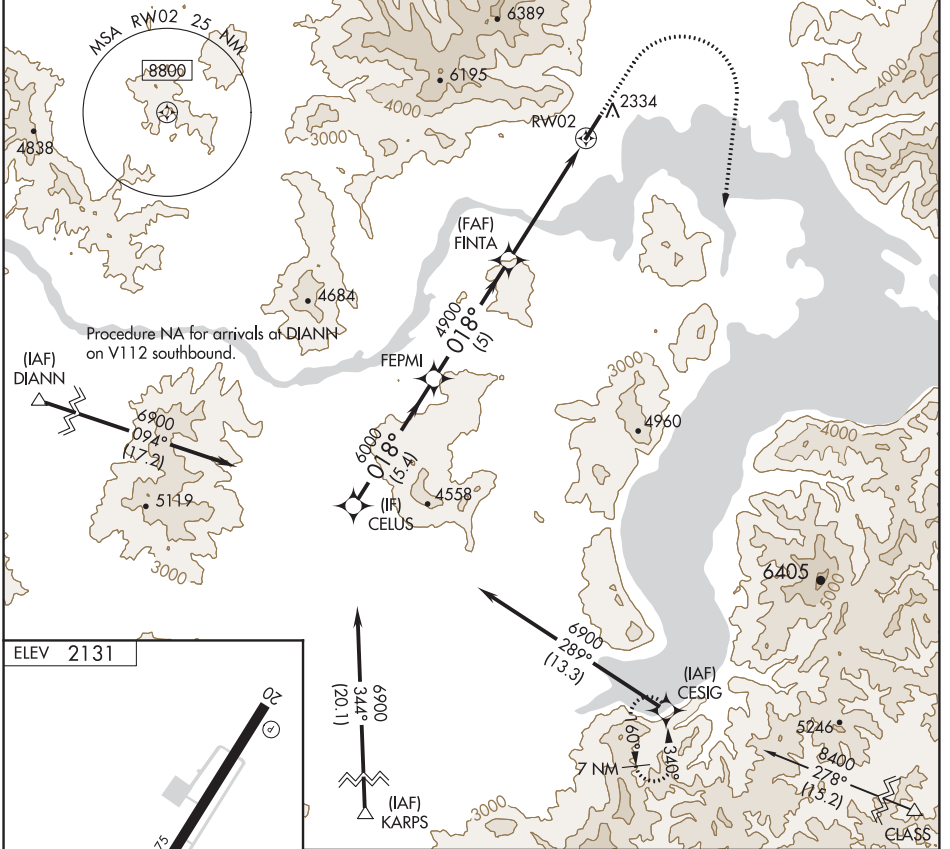 MSA RW02 25 NM
8800
6389
6195
4000
3000
4838
RW02
2334
4000
(FAF)
FINTA
4684
4900
018°
(5)
Procedure NA for arrivals at DIANN
on V112 southbound.
FEPMI
(IAF)
DIANN
3000
6900
094°
(17.2)
4960
4000
6000
018°
(5.4)
5119
4558
(IF)
CELUS
3000
6405
5000
6900
289°
(13.3)
ELEV 2131
(IAF)
CESIG
6900
344°
(20.1)
20
P
160°
340°
7 NM
5246
8400
278°
(15.2)
(IAF)
KARPS
3000
CLASS
75